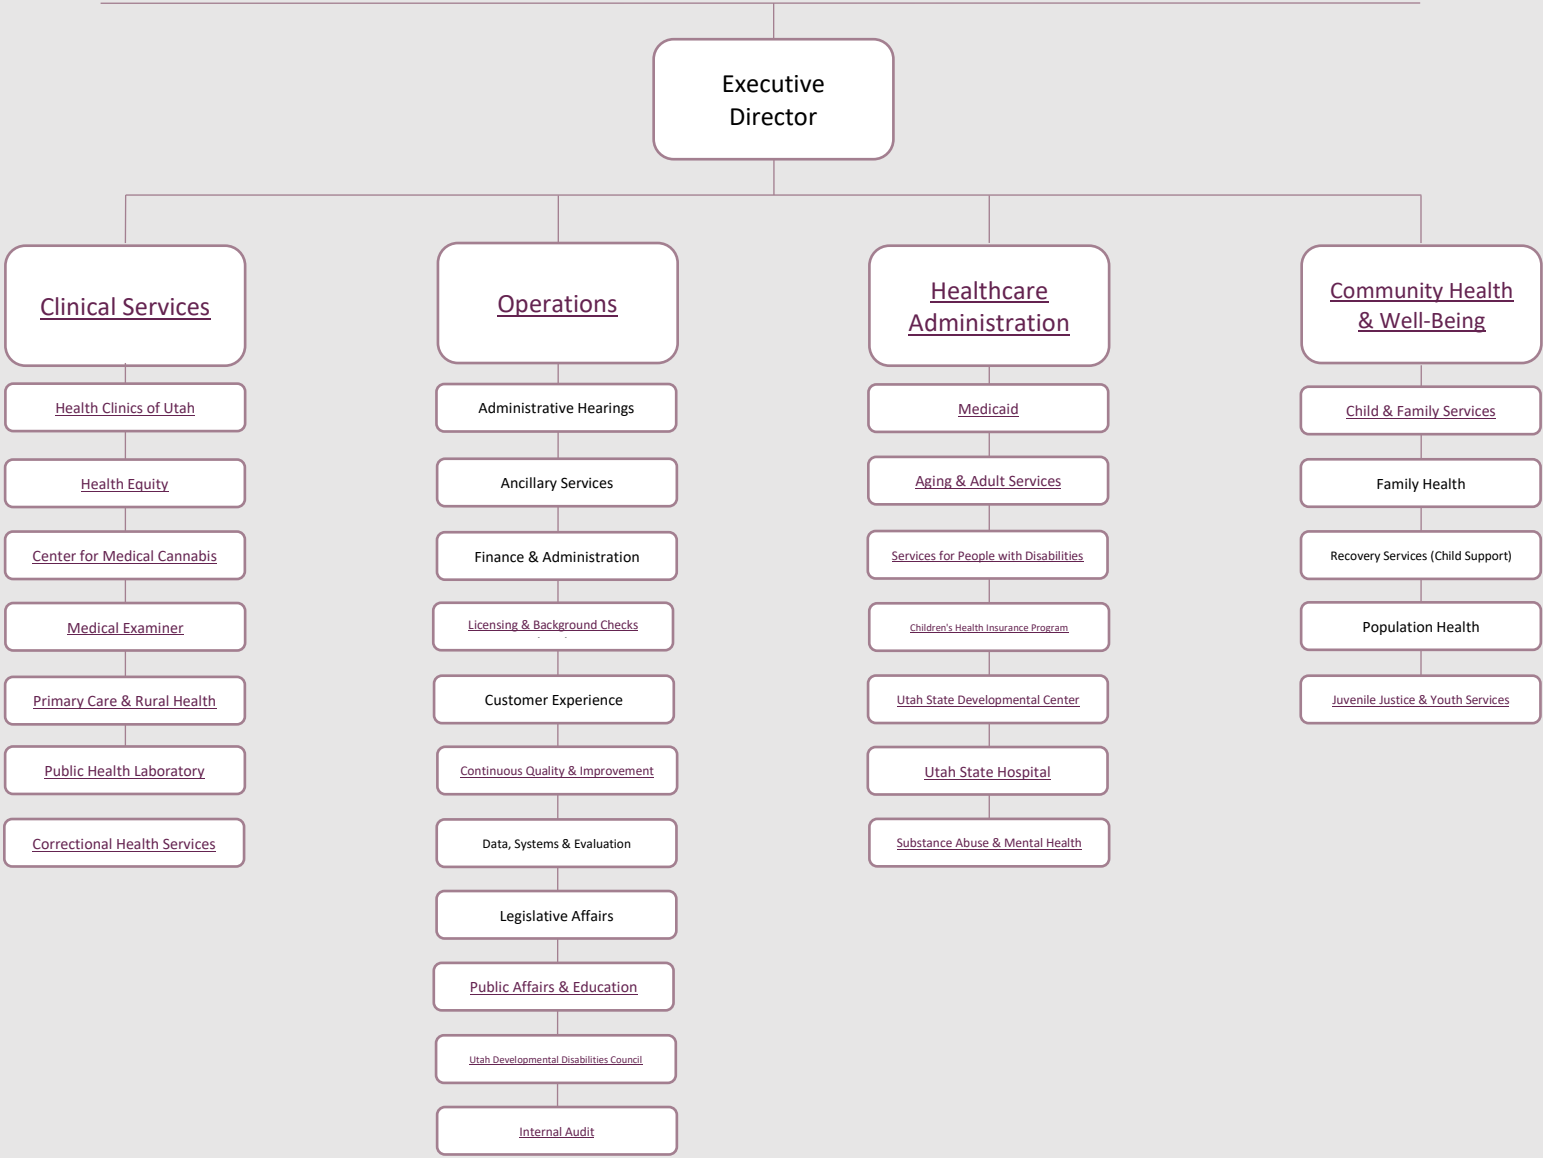 Executive
Director
Clinical Services
Health Clinics of Utah
Health Equity
Center for Medical Cannabis
Medical Examiner
Primary Care & Rural Health
Public Health Laboratory
Correctional Health Services
Operations
Administrative Hearings
Ancillary Services
Finance & Administration
Licensing & Background Checks
Customer Experience
Continuous Quality & Improvement
Data, Systems & Evaluation
Legislative Affairs
Public Affairs & Education
Utah Developmental Disabilities Council
Internal Audit
Healthcare
Administration
Medicaid
Aging & Adult Services
Services for People with Disabilities
Children's Health Insurance Program
Utah State Developmental Center
Utah State Hospital
Substance Abuse & Mental Health
Community Health
& Well-Being
Child & Family Services
Family Health
Recovery Services (Child Support)
Population Health
Juvenile Justice & Youth Services